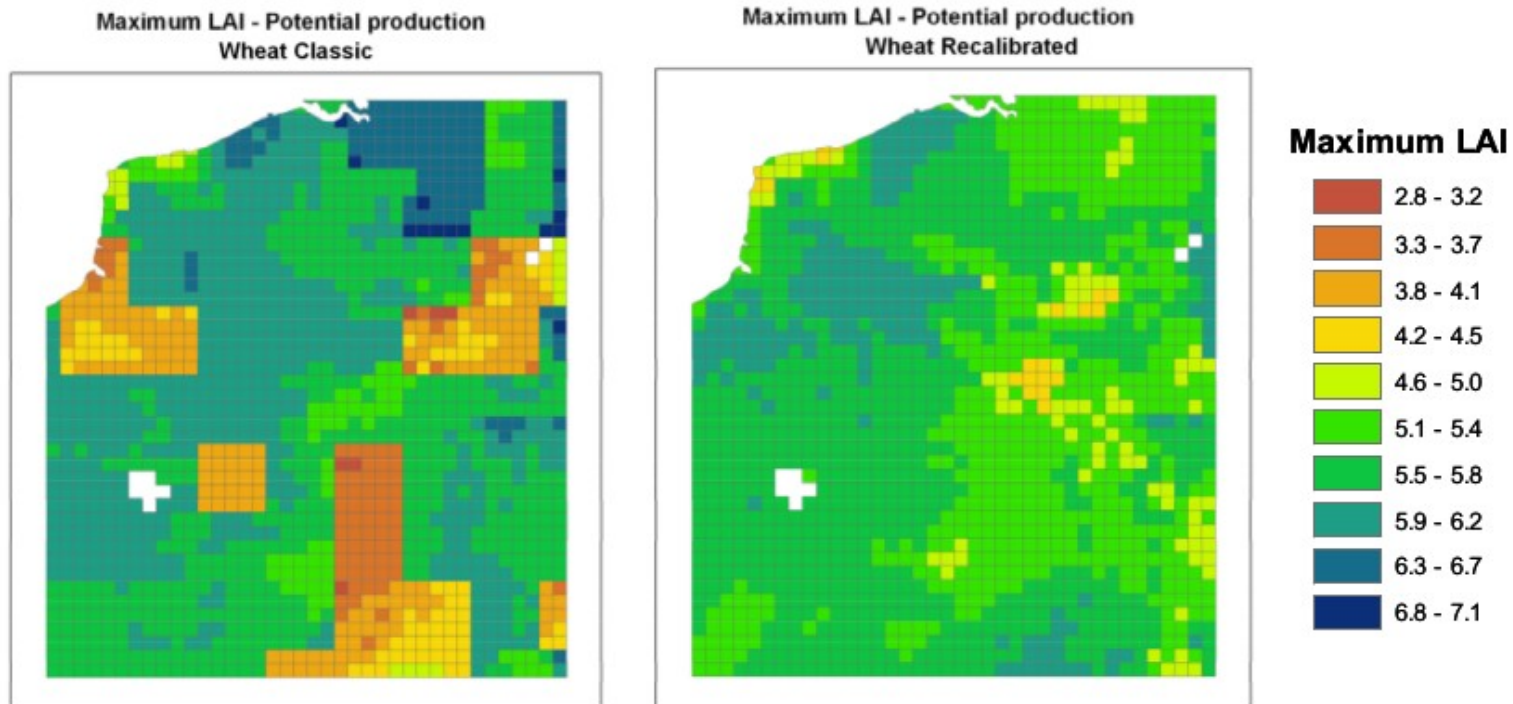 Maximum LAI - Potential production
Wheat Classic
Maximum LAI - Potential production
Wheat Recalibrated
Maximum LAI
2.8 - 3.2
3.3 - 3.7
3.8 - 4.1
4.2 - 4.5
4.6 - 5.0
5.1 - 5.4
5.5 - 5.8
5.9 - 6.2
6.3 - 6.7
6.8 - 7.1